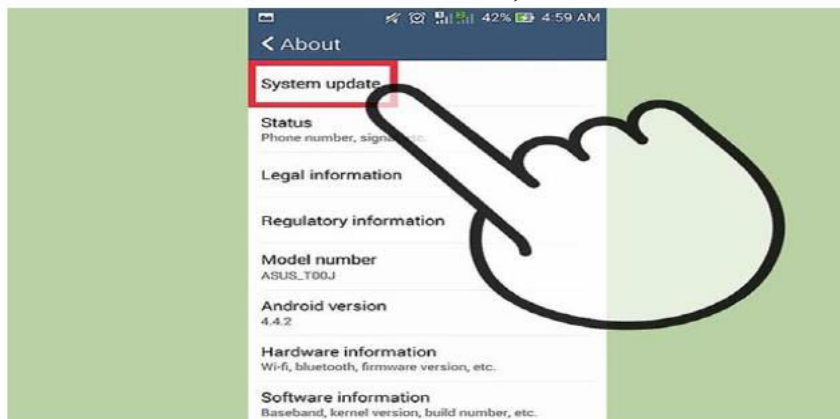 42% 4:59 AM
< About
System update
Status
Phone number, signal, etc.
Legal information
Regulatory information
Model number
ASUS_T00J
Android version
4.4.2
Hardware information
Wi-fi, bluetooth, firmware version, etc.
Software information
Baseband, kernel version, build number, etc.